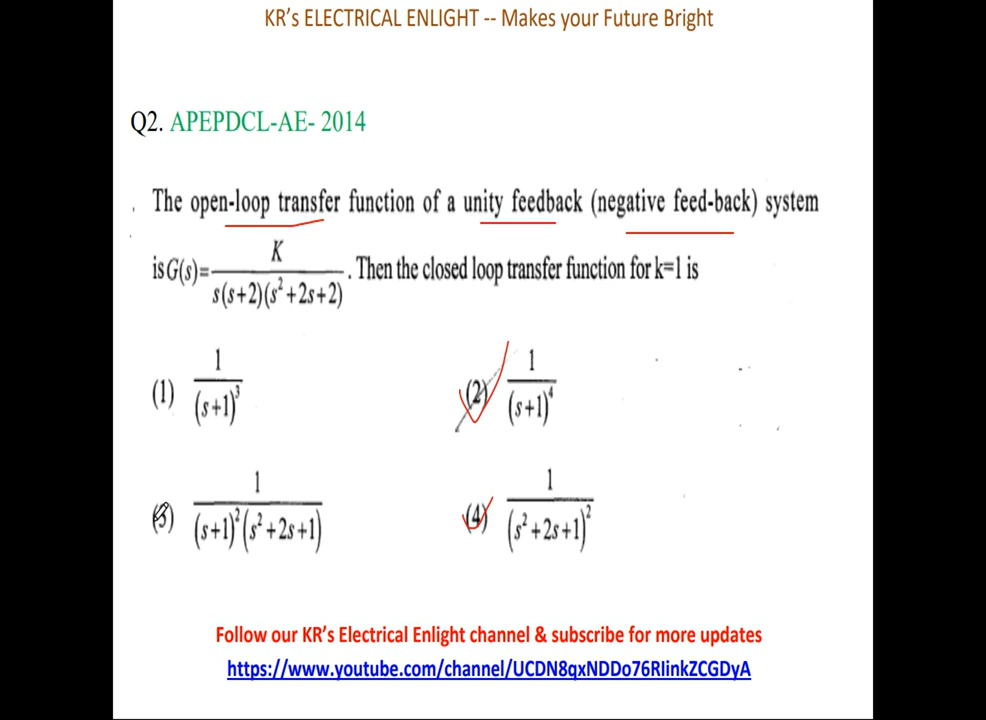 KR's ELECTRICAL ENLIGHT -- Makes your Future Bright
Q2. APEPDCL-AE- 2014
The open-loop transfer function of a unity feedback (negative feed-back) system
is G(s)= K / s(s+2)(s²+2s+2) . Then the closed loop transfer function for k=1 is
(1) 1 / (s+1)³ (2) 1 / (s+1)⁴
(3) 1 / (s+1)²(s²+2s+1) (4) 1 / (s²+2s+1)²
Follow our KR's Electrical Enlight channel & subscribe for more updates
https://www.youtube.com/channel/UCDN8qxNDDo76RIinkZCGDyA